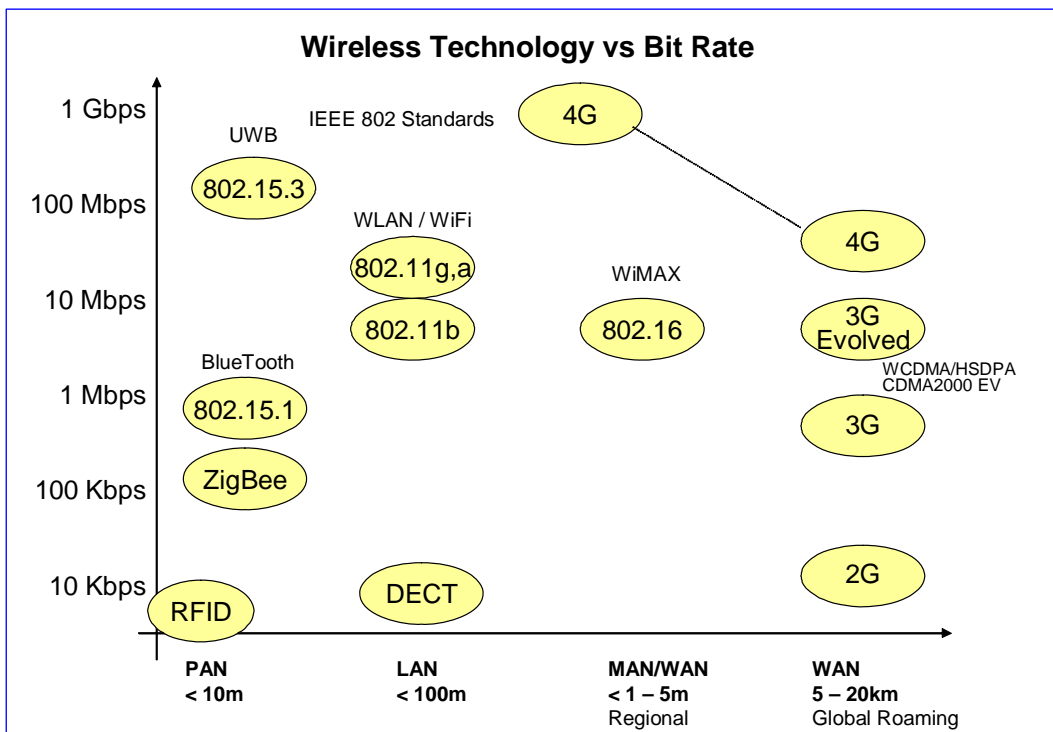 Wireless Technology vs Bit Rate
1 Gbps
IEEE 802 Standards
4G
UWB
802.15.3
100 Mbps
WLAN / WiFi
4G
802.11g,a
WiMAX
10 Mbps
802.11b
802.16
3G
Evolved
BlueTooth
WCDMA/HSDPA
CDMA2000 EV
1 Mbps
802.15.1
3G
ZigBee
100 Kbps
2G
10 Kbps
DECT
RFID
PAN
< 10m
LAN
< 100m
MAN/WAN
< 1 – 5m
Regional
WAN
5 – 20km
Global Roaming